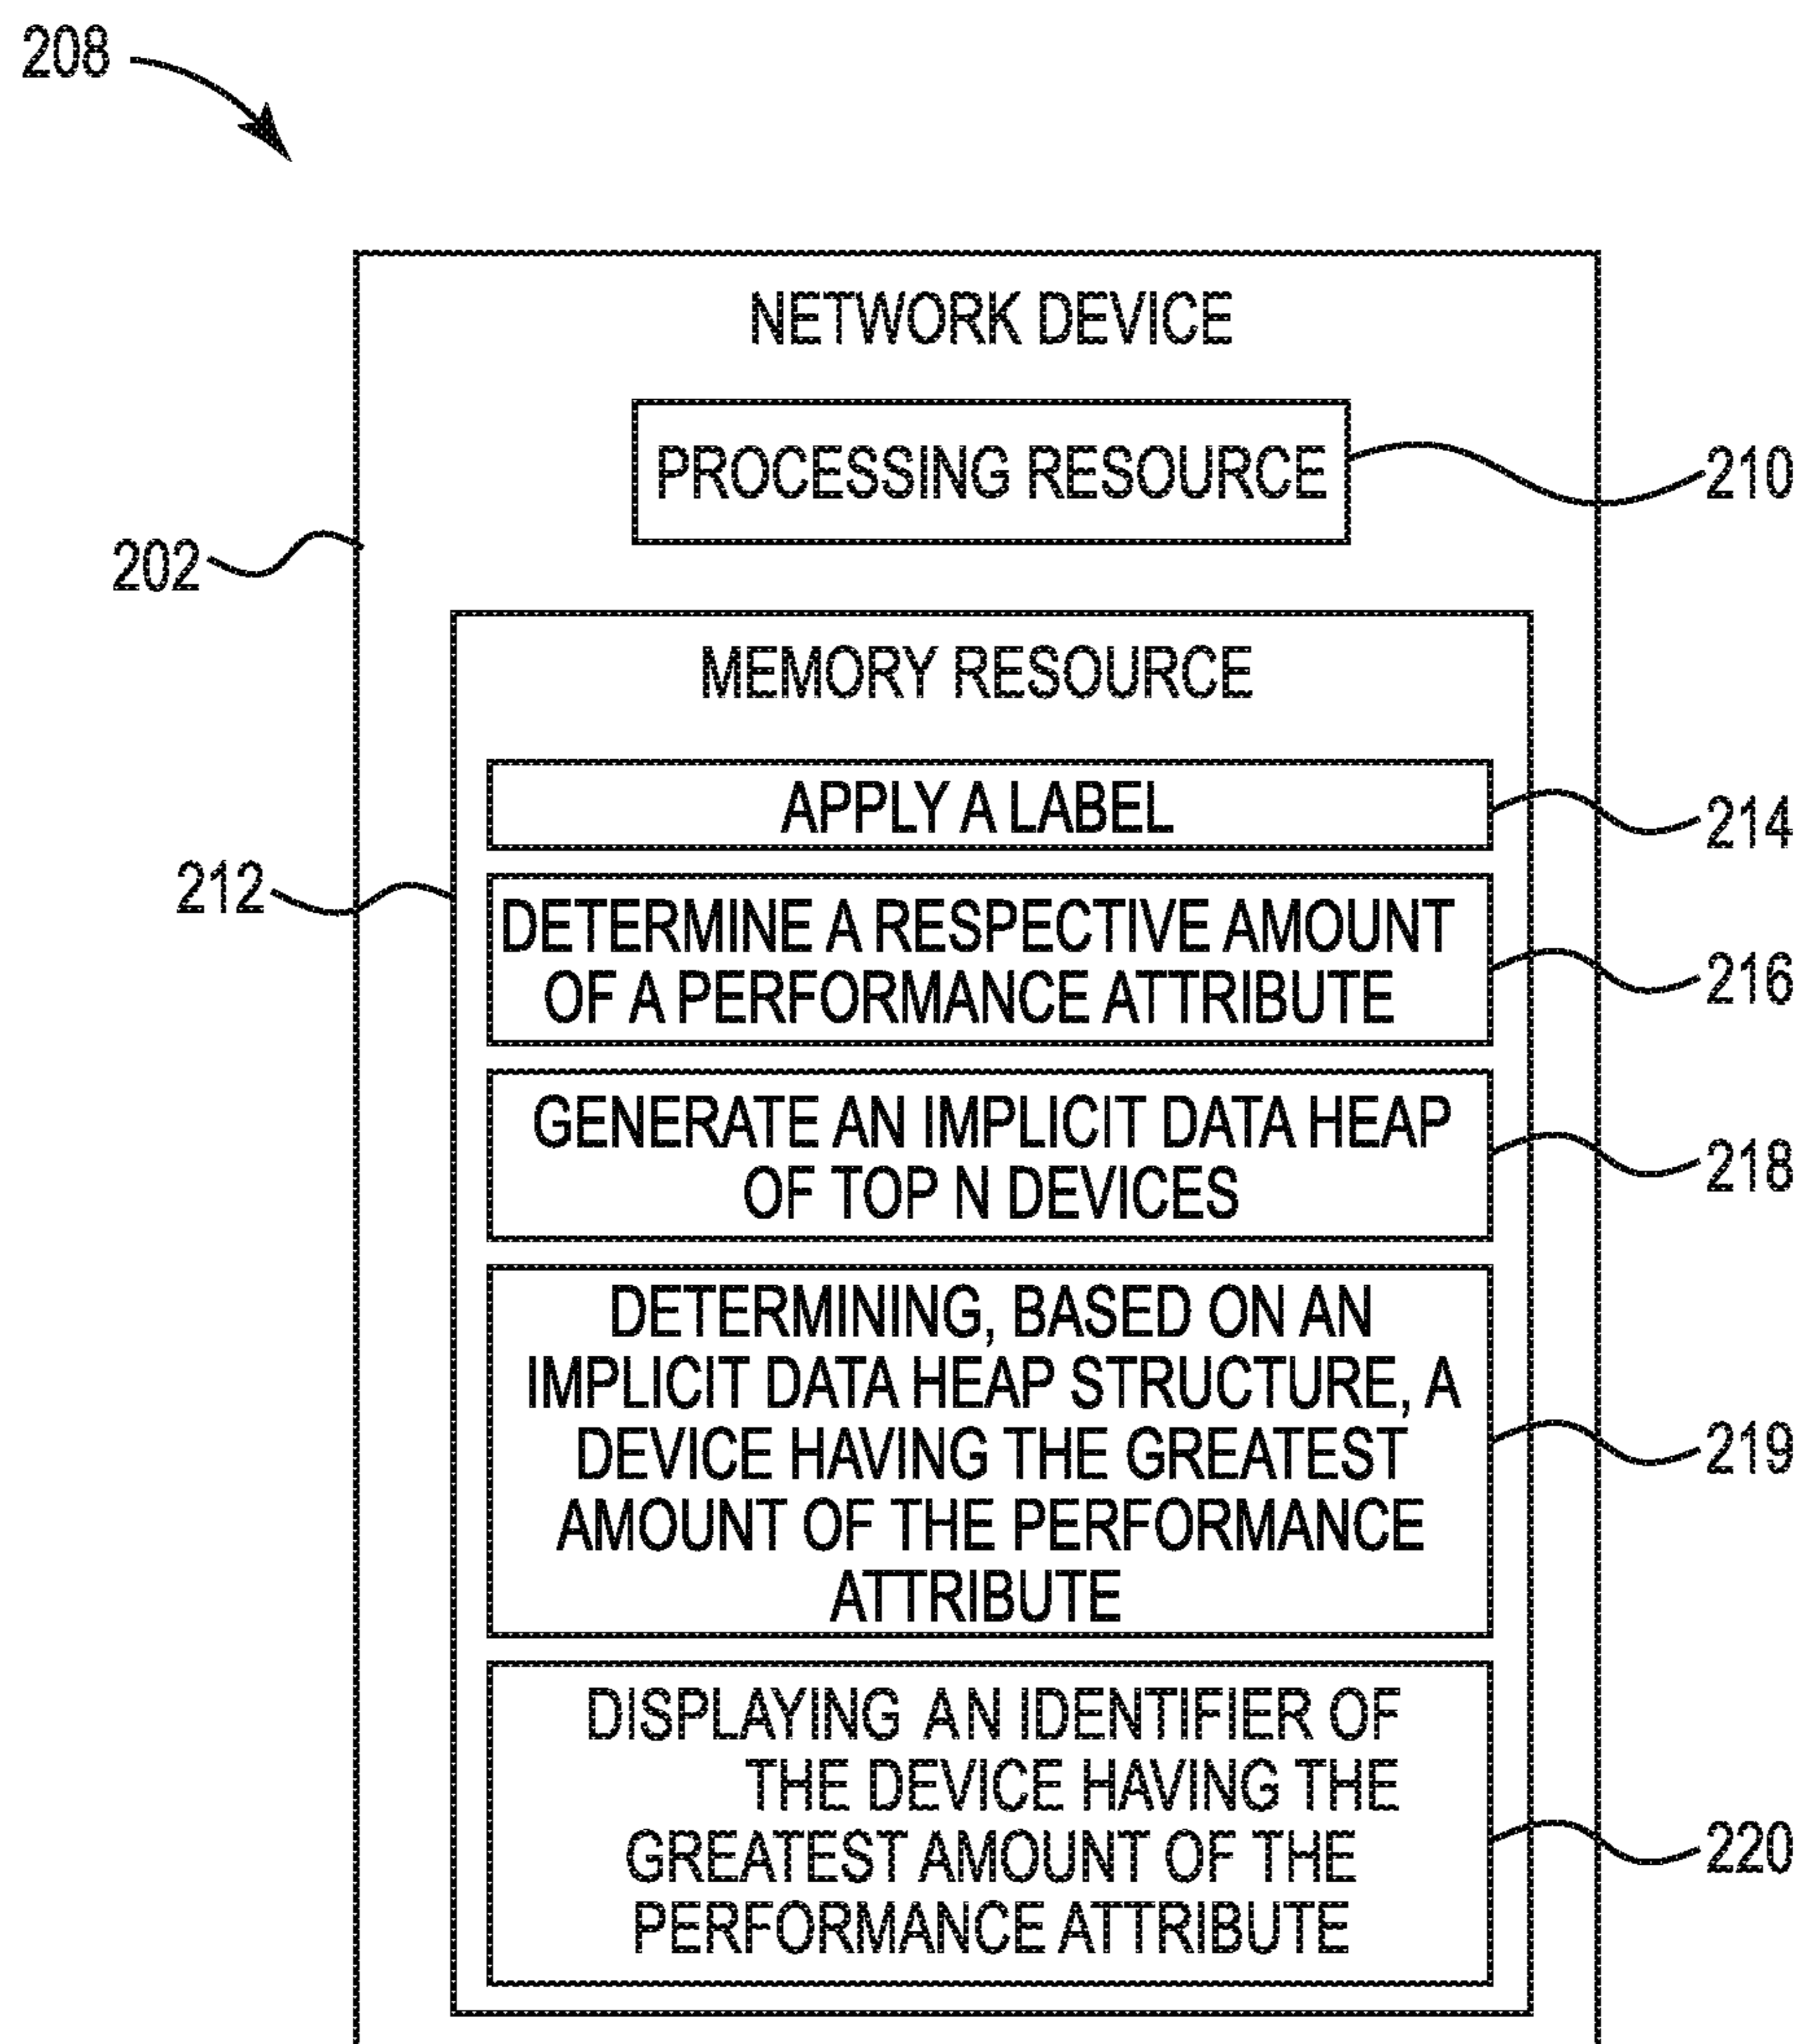 208
NETWORK DEVICE
PROCESSING RESOURCE
210
202
MEMORY RESOURCE
APPLY A LABEL
214
212
DETERMINE A RESPECTIVE AMOUNT
OF A PERFORMANCE ATTRIBUTE
216
GENERATE AN IMPLICIT DATA HEAP
OF TOP N DEVICES
218
DETERMINING, BASED ON AN
IMPLICIT DATA HEAP STRUCTURE, A
DEVICE HAVING THE GREATEST
AMOUNT OF THE PERFORMANCE
ATTRIBUTE
219
DISPLAYING AN IDENTIFIER OF
THE DEVICE HAVING THE
GREATEST AMOUNT OF THE
PERFORMANCE ATTRIBUTE
220